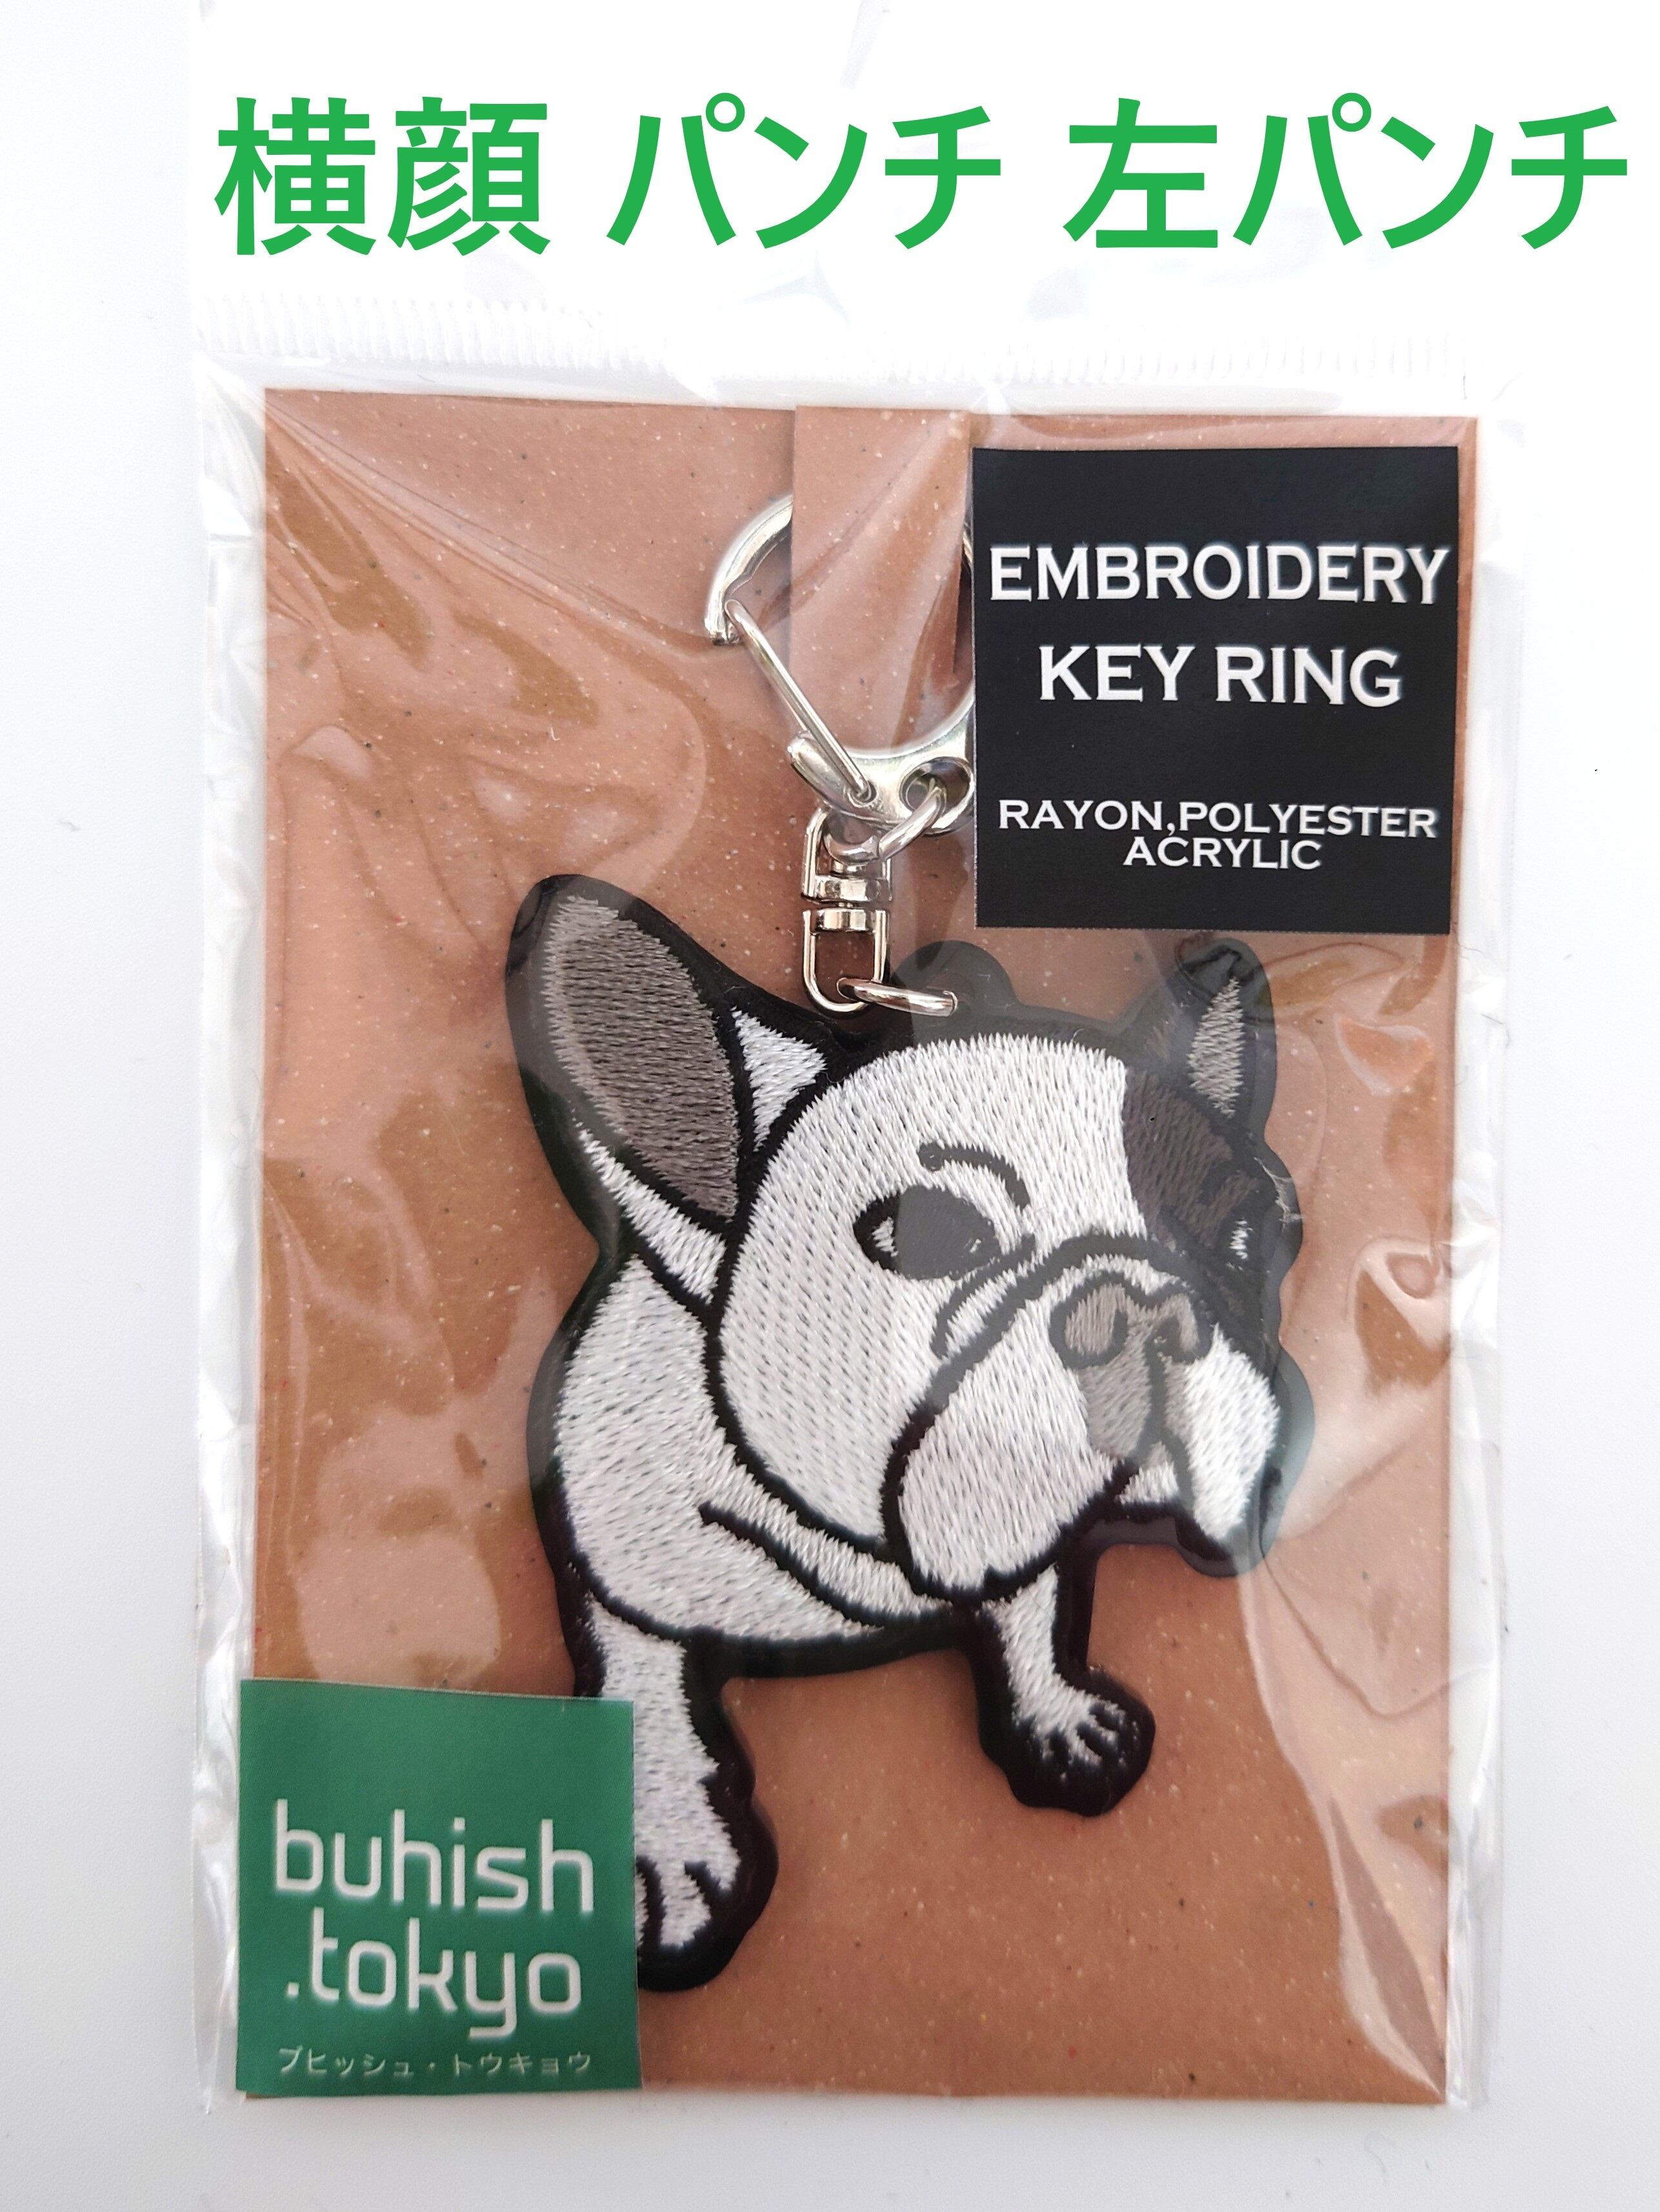 横顔 パンチ 左パンチ
EMBROIDERY
KEY RING
RAYON,POLYESTER
ACRYLIC
buhish
.tokyo
ブヒッシュ・トウキョウ